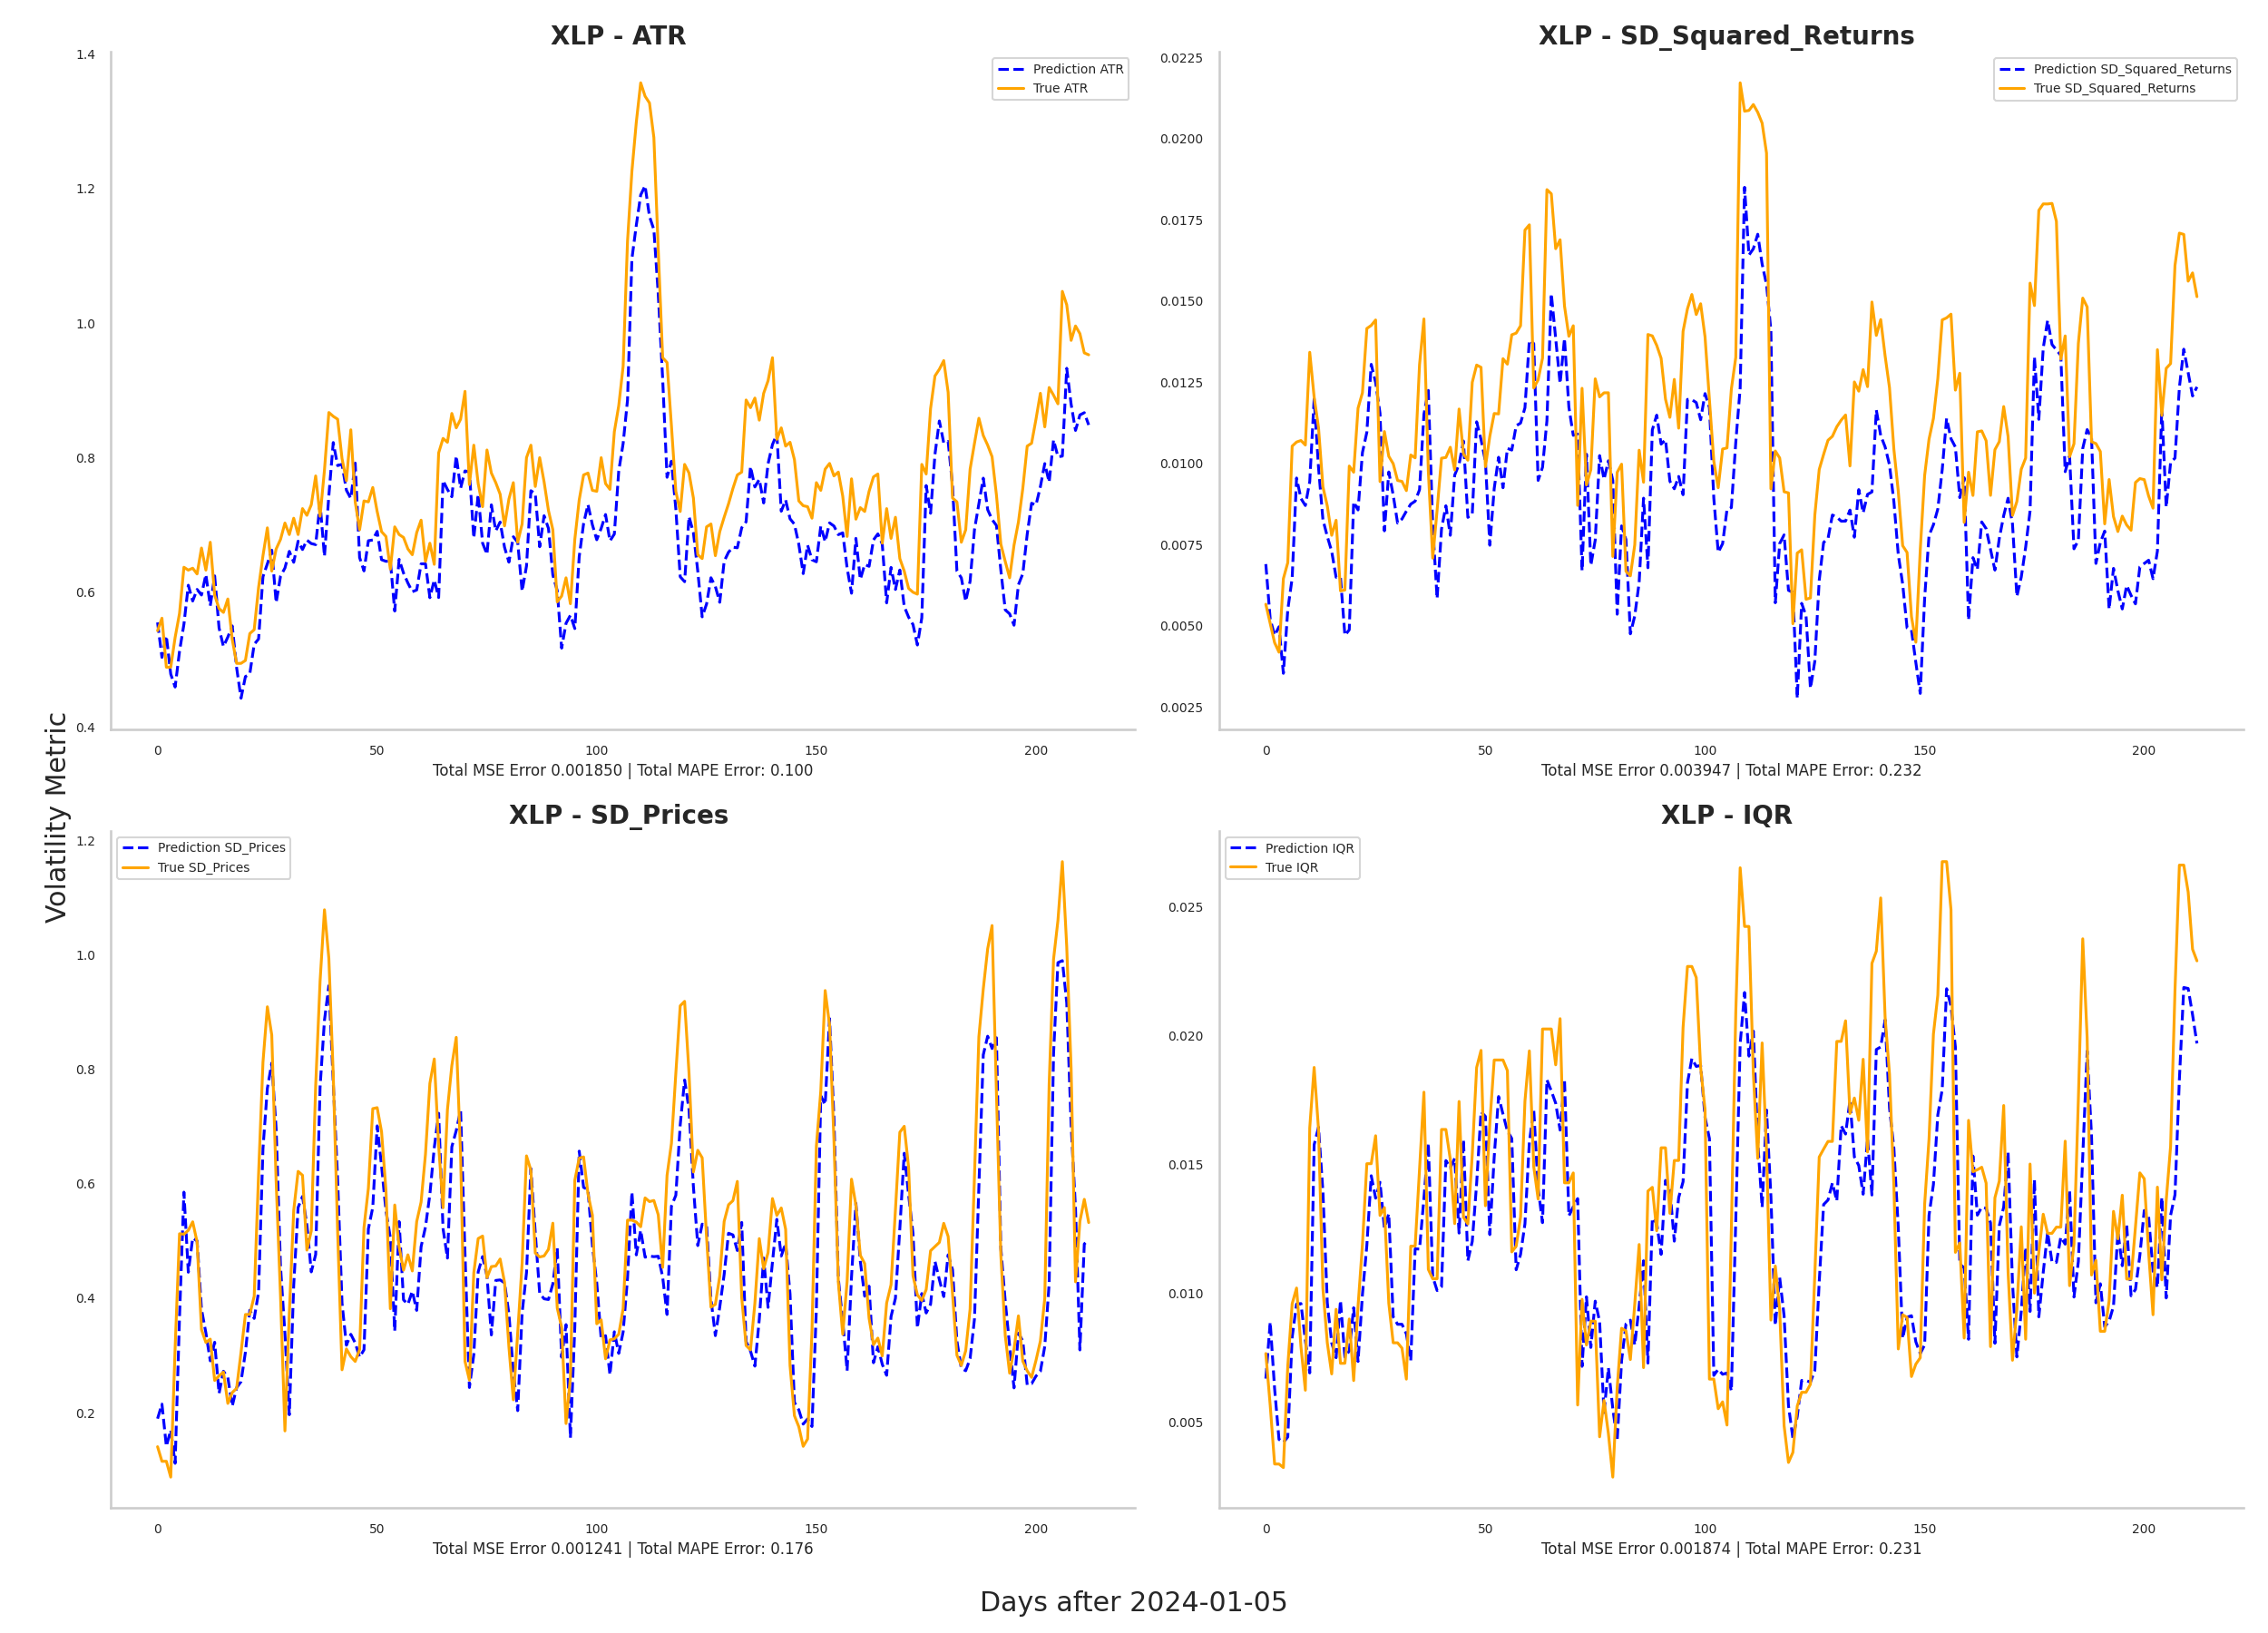 XLP - ATR
1.4
1.2
1.0
0.8
0.6
0.4
0
50
100
150
200
Prediction ATR
True ATR
Total MSE Error 0.001850 | Total MAPE Error: 0.100
XLP - SD_Squared_Returns
0.0225
0.0200
0.0175
0.0150
0.0125
0.0100
0.0075
0.0050
0.0025
0
50
100
150
200
Prediction SD_Squared_Returns
True SD_Squared_Returns
Total MSE Error 0.003947 | Total MAPE Error: 0.232
Volatility Metric
XLP - SD_Prices
1.2
1.0
0.8
0.6
0.4
0.2
0
50
100
150
200
Prediction SD_Prices
True SD_Prices
Total MSE Error 0.001241 | Total MAPE Error: 0.176
XLP - IQR
0.025
0.020
0.015
0.010
0.005
0
50
100
150
200
Prediction IQR
True IQR
Total MSE Error 0.001874 | Total MAPE Error: 0.231
Days after 2024-01-05